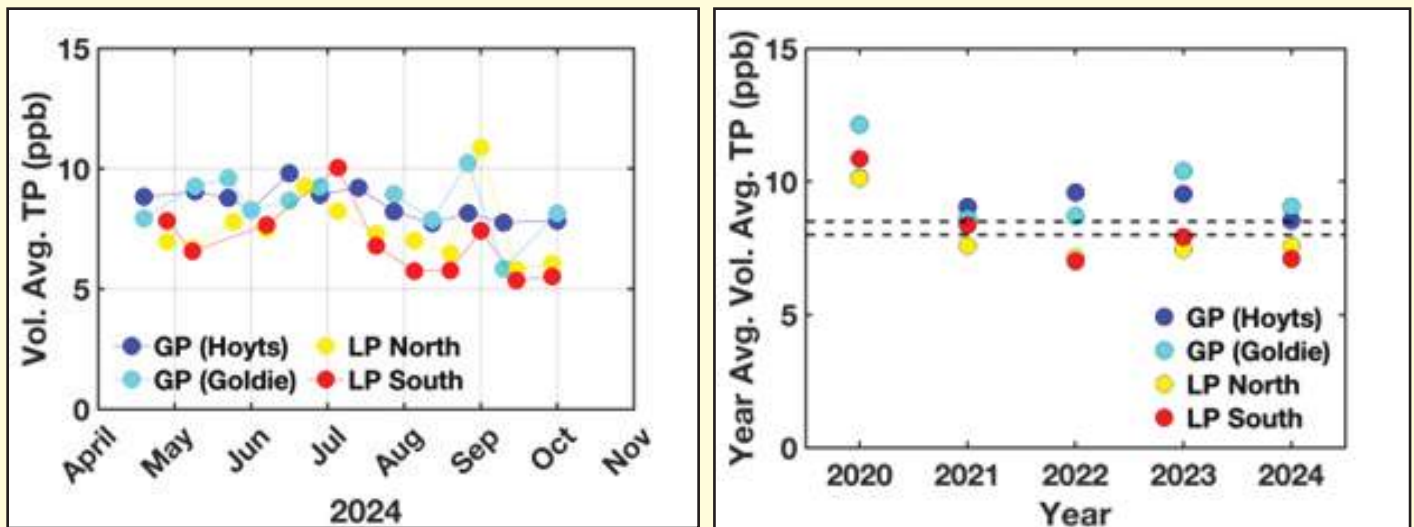 Vol. Avg. TP (ppb)
15
10
5
0
GP (Hoyts)
LP North
GP (Goldie)
LP South
April
May
Jun
Jul
Aug
Sep
Oct
Nov
2024
Year Avg. Vol. Avg. TP (ppb)
15
10
5
0
GP (Hoyts)
GP (Goldie)
LP North
LP South
2020
2021
2022
2023
2024
Year